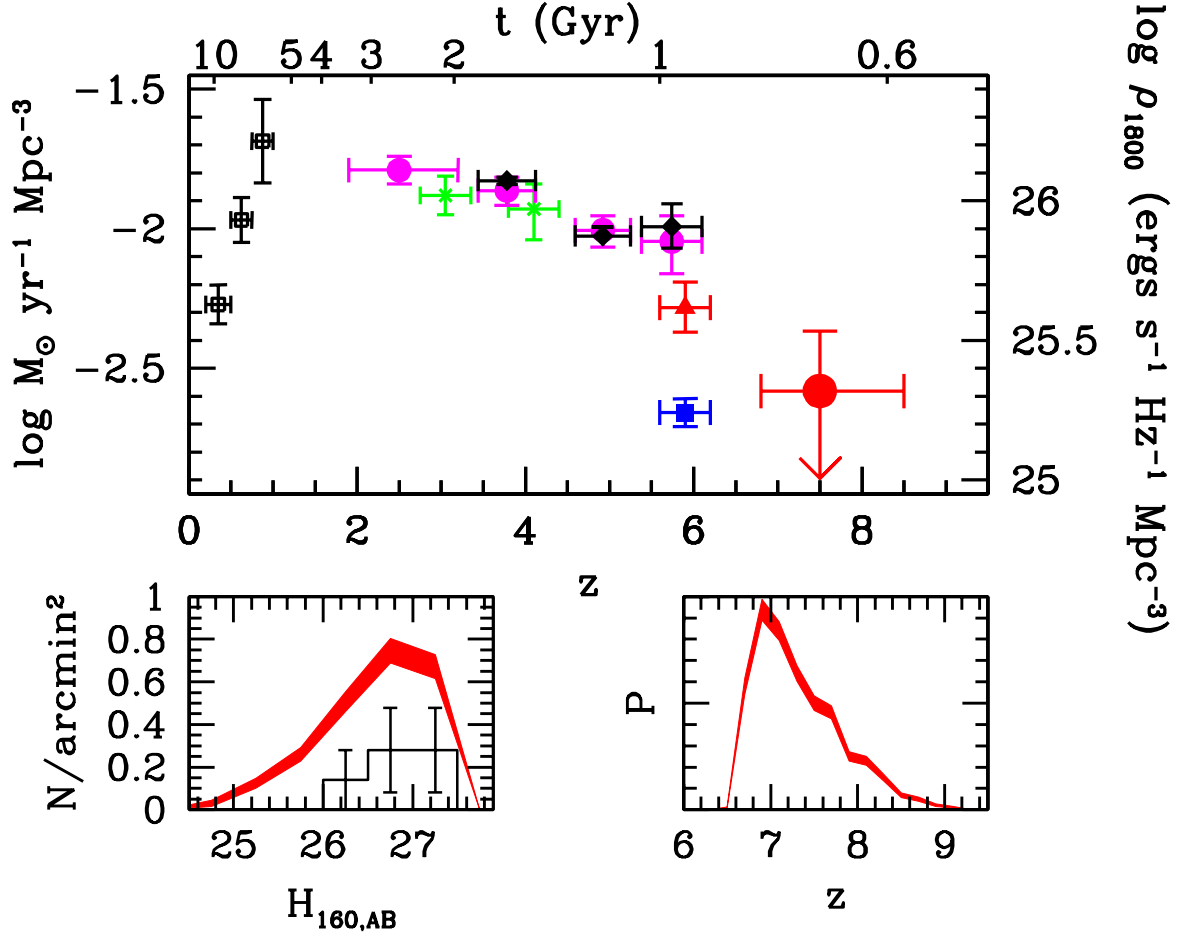 t (Gyr)
10 5 4 3 2 1 0.6
log M⊙ yr⁻¹ Mpc⁻³
−1.5
−2
−2.5
26
25.5
25
log ρ₁₈₀₀ (ergs s⁻¹ Hz⁻¹ Mpc⁻³)
0 2 4 6 8
z
N/arcmin²
1
0.8
0.6
0.4
0.2
0
25 26 27
H₁₆₀,AB
P
6 7 8 9
z